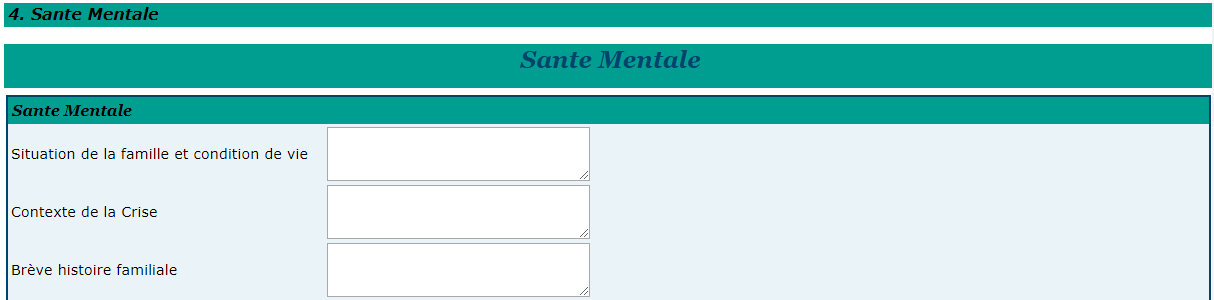 4. Sante Mentale
Sante Mentale
Sante Mentale
Situation de la famille et condition de vie
Contexte de la Crise
Brève histoire familiale